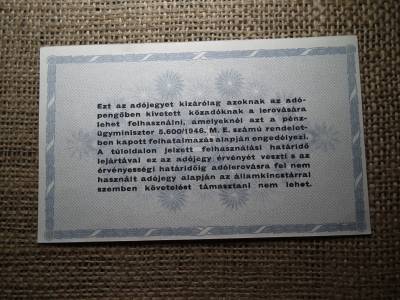 Ezt az adójegyet kizárólag azoknak az adó-
pengőben kivetett közadóknak a lerovására
lehet felhasználni, amelyeknél azt a pénz-
ügyminiszter 5.600/1946. M. E. számú rendelet-
ben kapott felhatalmazás alapján engedélyezi.
A túloldalon jelzett felhasználási határidő
lejártával ez az adójegy érvényét veszti s az
érvényességi határidőig adólerovásra fel nem
használt adójegy alapján az államkincstárral
szemben követelést támasztani nem lehet.